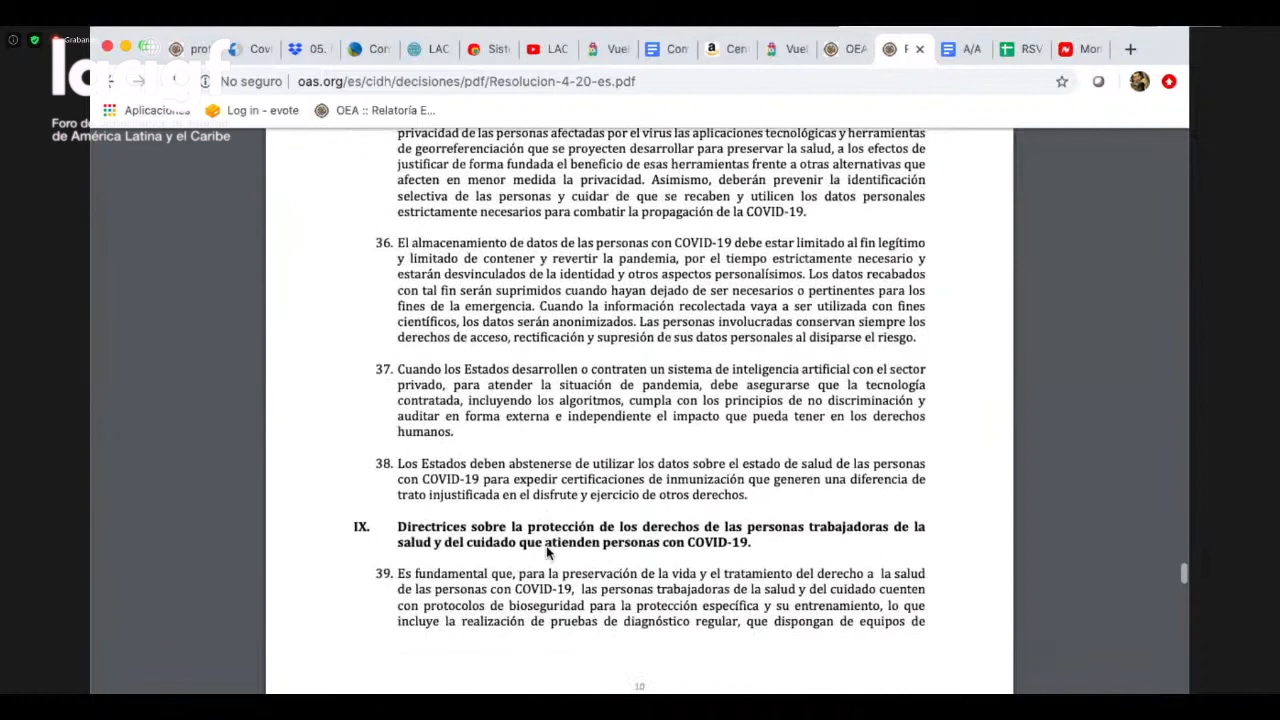 Grabando
lacigf
Foro de
de América Latina y el Caribe
Cov
05.
Con
LAC
Sist
LAC
Vuel
Con
Cen
Vuel
OEA
A/A
RSV
Mon
No seguro
oas.org/es/cidh/decisiones/pdf/Resolucion-4-20-es.pdf
Aplicaciones
Log in - evote
OEA :: Relatoría E...
privacidad de las personas afectadas por el virus las aplicaciones tecnológicas y herramientas
de georreferenciación que se proyecten desarrollar para preservar la salud, a los efectos de
justificar de forma fundada el beneficio de esas herramientas frente a otras alternativas que
afecten en menor medida la privacidad. Asimismo, deberán prevenir la identificación
selectiva de las personas y cuidar de que se recaben y utilicen los datos personales
estrictamente necesarios para combatir la propagación de la COVID-19.
36. El almacenamiento de datos de las personas con COVID-19 debe estar limitado al fin legítimo
y limitado de contener y revertir la pandemia, por el tiempo estrictamente necesario y
estarán desvinculados de la identidad y otros aspectos personalísimos. Los datos recabados
con tal fin serán suprimidos cuando hayan dejado de ser necesarios o pertinentes para los
fines de la emergencia. Cuando la información recolectada vaya a ser utilizada con fines
científicos, los datos serán anonimizados. Las personas involucradas conservan siempre los
derechos de acceso, rectificación y supresión de sus datos personales al disiparse el riesgo.
37. Cuando los Estados desarrollen o contraten un sistema de inteligencia artificial con el sector
privado, para atender la situación de pandemia, debe asegurarse que la tecnología
contratada, incluyendo los algoritmos, cumpla con los principios de no discriminación y
auditar en forma externa e independiente el impacto que pueda tener en los derechos
humanos.
38. Los Estados deben abstenerse de utilizar los datos sobre el estado de salud de las personas
con COVID-19 para expedir certificaciones de inmunización que generen una diferencia de
trato injustificada en el disfrute y ejercicio de otros derechos.
IX. Directrices sobre la protección de los derechos de las personas trabajadoras de la
salud y del cuidado que atienden personas con COVID-19.
39. Es fundamental que, para la preservación de la vida y el tratamiento del derecho a la salud
de las personas con COVID-19, las personas trabajadoras de la salud y del cuidado cuenten
con protocolos de bioseguridad para la protección específica y su entrenamiento, lo que
incluye la realización de pruebas de diagnóstico regular, que dispongan de equipos de
10